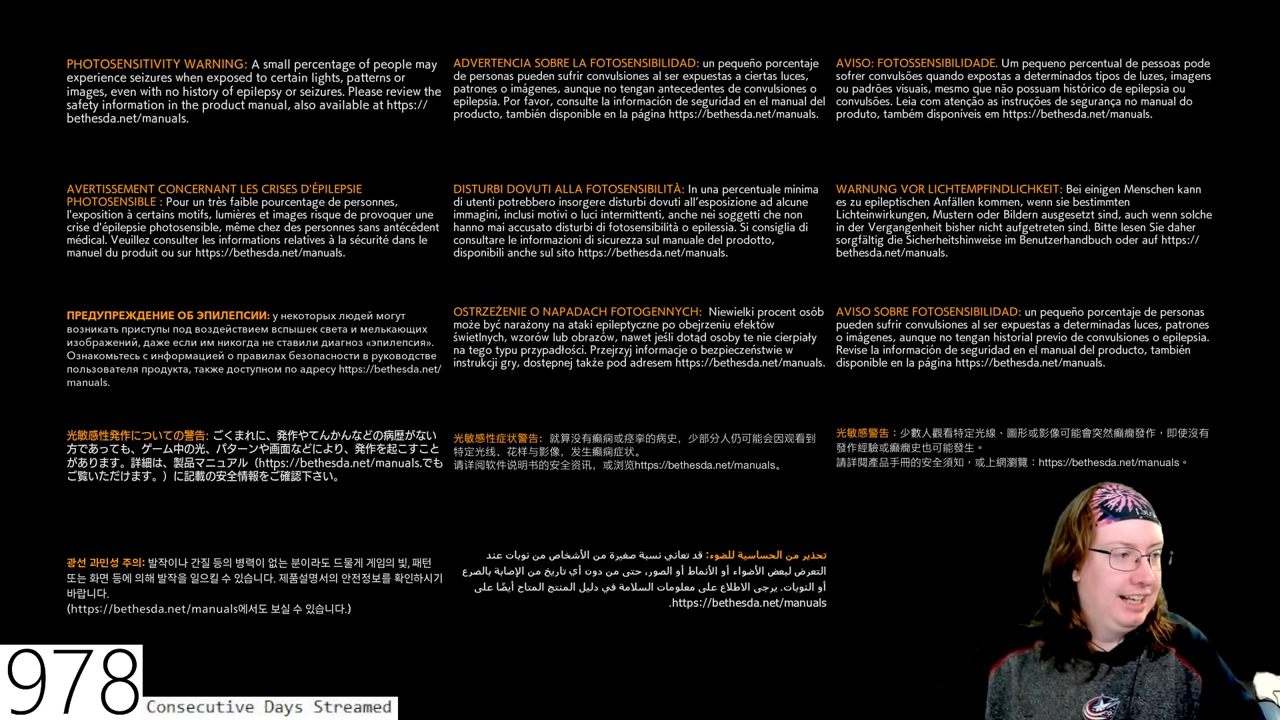 PHOTOSENSITIVITY WARNING: A small percentage of people may
experience seizures when exposed to certain lights, patterns or
images, even with no history of epilepsy or seizures. Please review the
safety information in the product manual, also available at https://
bethesda.net/manuals.
ADVERTENCIA SOBRE LA FOTOSENSIBILIDAD: un pequeño porcentaje
de personas pueden sufrir convulsiones al ser expuestas a ciertas luces,
patrones o imágenes, aunque no tengan antecedentes de convulsiones o
epilepsia. Por favor, consulte la información de seguridad en el manual del
producto, también disponible en la página https://bethesda.net/manuals.
AVISO: FOTOSSENSIBILIDADE. Um pequeno percentual de pessoas pode
sofrer convulsões quando expostas a determinados tipos de luzes, imagens
ou padrões visuais, mesmo que não possuam histórico de epilepsia ou
convulsões. Leia com atenção as instruções de segurança no manual do
produto, também disponíveis em https://bethesda.net/manuals.
AVERTISSEMENT CONCERNANT LES CRISES D'ÉPILEPSIE
PHOTOSENSIBLE : Pour un très faible pourcentage de personnes,
l'exposition à certains motifs, lumières et images risque de provoquer une
crise d'épilepsie photosensible, même chez des personnes sans antécédent
médical. Veuillez consulter les informations relatives à la sécurité dans le
manuel du produit ou sur https://bethesda.net/manuals.
DISTURBI DOVUTI ALLA FOTOSENSIBILITÀ: In una percentuale minima
di utenti potrebbero insorgere disturbi dovuti all'esposizione ad alcune
immagini, inclusi motivi o luci intermittenti, anche nei soggetti che non
hanno mai accusato disturbi di fotosensibilità o epilessia. Si consiglia di
consultare le informazioni di sicurezza sul manuale del prodotto,
disponibili anche sul sito https://bethesda.net/manuals.
WARNUNG VOR LICHTEMPFINDLICHKEIT: Bei einigen Menschen kann
es zu epileptischen Anfällen kommen, wenn sie bestimmten
Lichteinwirkungen, Mustern oder Bildern ausgesetzt sind, auch wenn solche
in der Vergangenheit bisher nicht aufgetreten sind. Bitte lesen Sie daher
sorgfältig die Sicherheitshinweise im Benutzerhandbuch oder auf https://
bethesda.net/manuals.
ПРЕДУПРЕЖДЕНИЕ ОБ ЭПИЛЕПСИИ: у некоторых людей могут
возникать приступы под воздействием вспышек света и мелькающих
изображений, даже если им никогда не ставили диагноз «эпилепсия».
Ознакомьтесь с информацией о правилах безопасности в руководстве
пользователя продукта, также доступном по адресу https://bethesda.net/
manuals.
OSTRZEŻENIE O NAPADACH FOTOGENNYCH: Niewielki procent osób
może być narażony na ataki epileptyczne po obejrzeniu efektów
świetlnych, wzorów lub obrazów, nawet jeśli dotąd osoby te nie cierpiały
na tego typu przypadłości. Przejrzyj informacje o bezpieczeństwie w
instrukcji gry, dostępnej także pod adresem https://bethesda.net/manuals.
AVISO SOBRE FOTOSENSIBILIDAD: un pequeño porcentaje de personas
pueden sufrir convulsiones al ser expuestas a determinadas luces, patrones
o imágenes, aunque no tengan historial previo de convulsiones o epilepsia.
Revise la información de seguridad en el manual del producto, también
disponible en la página https://bethesda.net/manuals.
光敏感性発作についての警告: ごくまれに、発作やてんかんなどの病歴がない
方であっても、ゲーム中の光、パターンや画面などにより、発作を起こすこと
があります。詳細は、製品マニュアル（https://bethesda.net/manuals.でも
ご覧いただけます。）に記載の安全情報をご確認下さい。
光敏感性症状警告: 就算没有癫痫或痉挛的病史，少部分人仍可能会因观看到
特定光线、花样与影像，发生癫痫症状。
请详阅软件说明书的安全资讯，或浏览https://bethesda.net/manuals。
光敏感警告：少數人觀看特定光線、圖形或影像可能會突然癲癇發作，即使沒有
發作經驗或癲癇史也可能發生。
請詳閱產品手冊的安全須知，或上網瀏覽：https://bethesda.net/manuals。
광선 과민성 주의: 발작이나 간질 등의 병력이 없는 분이라도 드물게 게임의 빛, 패턴
또는 화면 등에 의해 발작을 일으킬 수 있습니다. 제품설명서의 안전정보를 확인하시기
바랍니다.
(https://bethesda.net/manuals에서도 보실 수 있습니다.)
تحذير من الحساسية للضوء: قد تعاني نسبة صغيرة من الأشخاص من نوبات عند
التعرض لبعض الأضواء أو الأنماط أو الصور، حتى من دون أي تاريخ من الإصابة بالصرع
أو النوبات. يرجى الاطلاع على معلومات السلامة في دليل المنتج المتاح أيضًا على
https://bethesda.net/manuals.
978
Consecutive Days Streamed